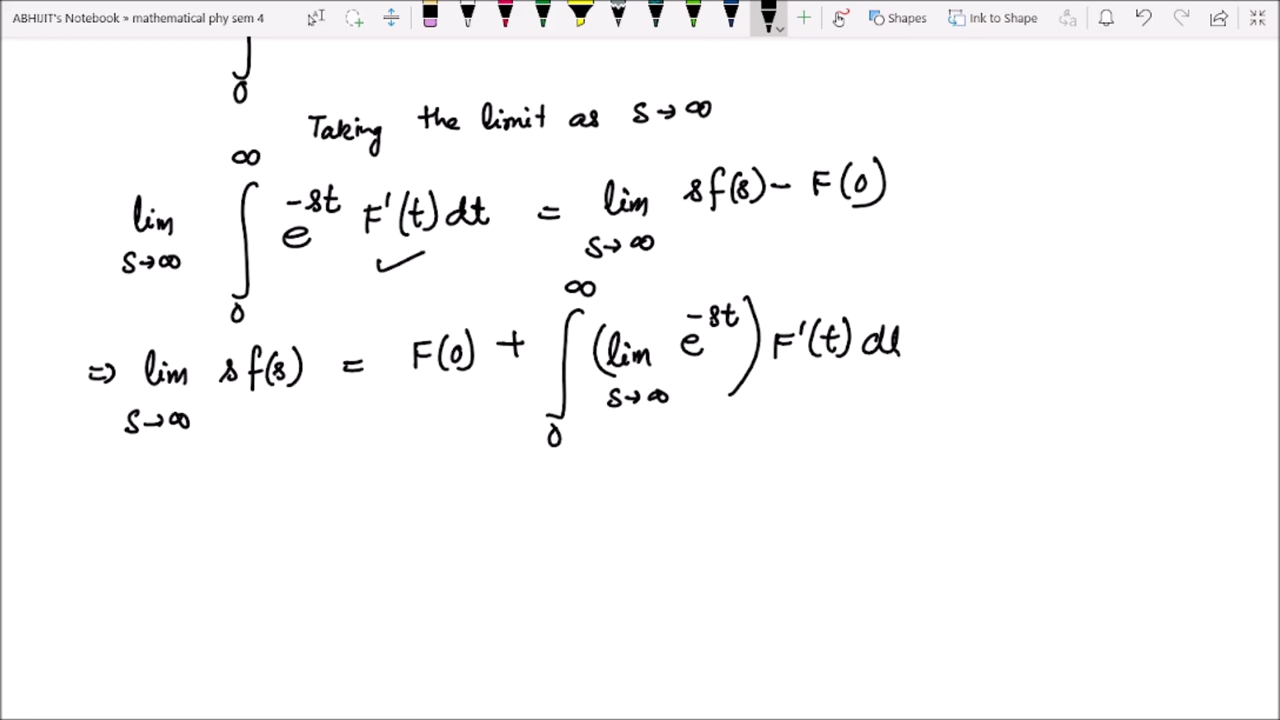 ABHIJIT's Notebook » mathematical phy sem 4 Shapes Ink to Shape
∫
0
Taking the limit as s→∞
lim s→∞ ∫₀^∞ e^{-st} F'(t) dt = lim s→∞ sf(s) - F(0)
⇒ lim s→∞ sf(s) = F(0) + ∫₀^∞ (lim s→∞ e^{-st}) F'(t) dt